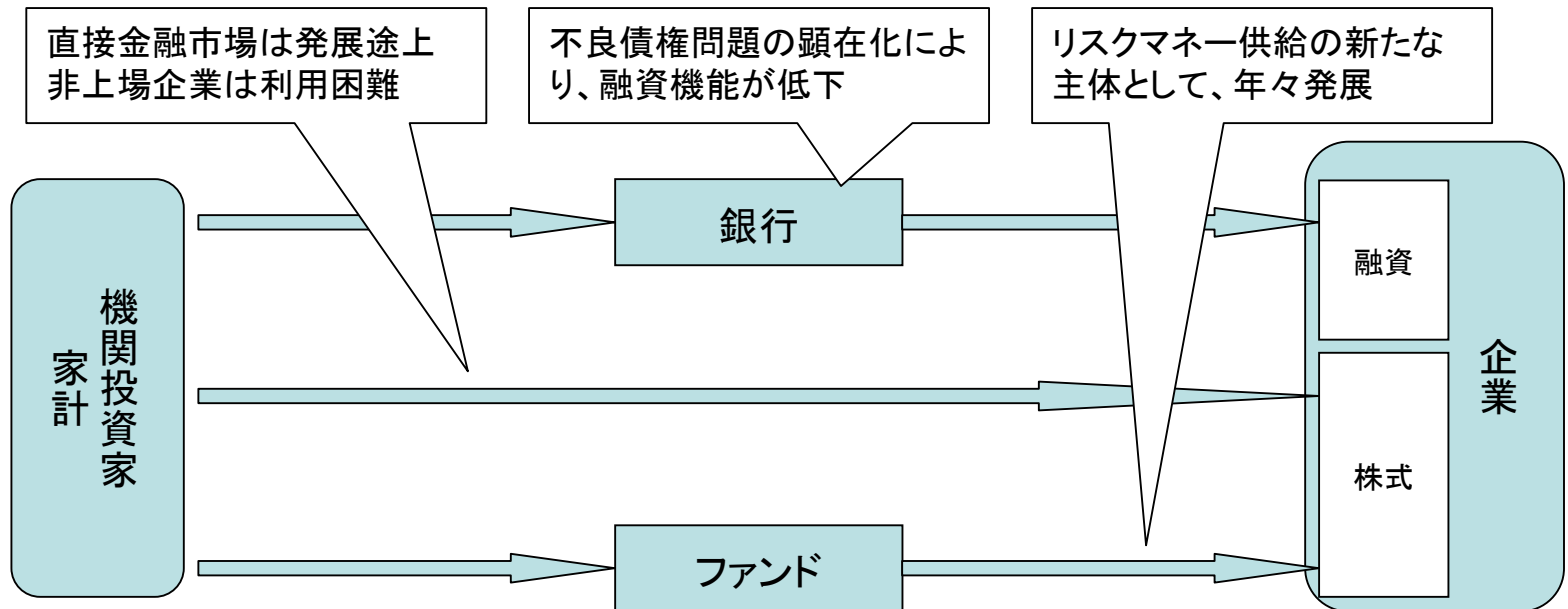 直接金融市場は発展途上
非上場企業は利用困難
不良債権問題の顕在化によ
り、融資機能が低下
リスクマネー供給の新たな
主体として、年々発展
機関投資家
家計
銀行
融資
企業
株式
ファンド